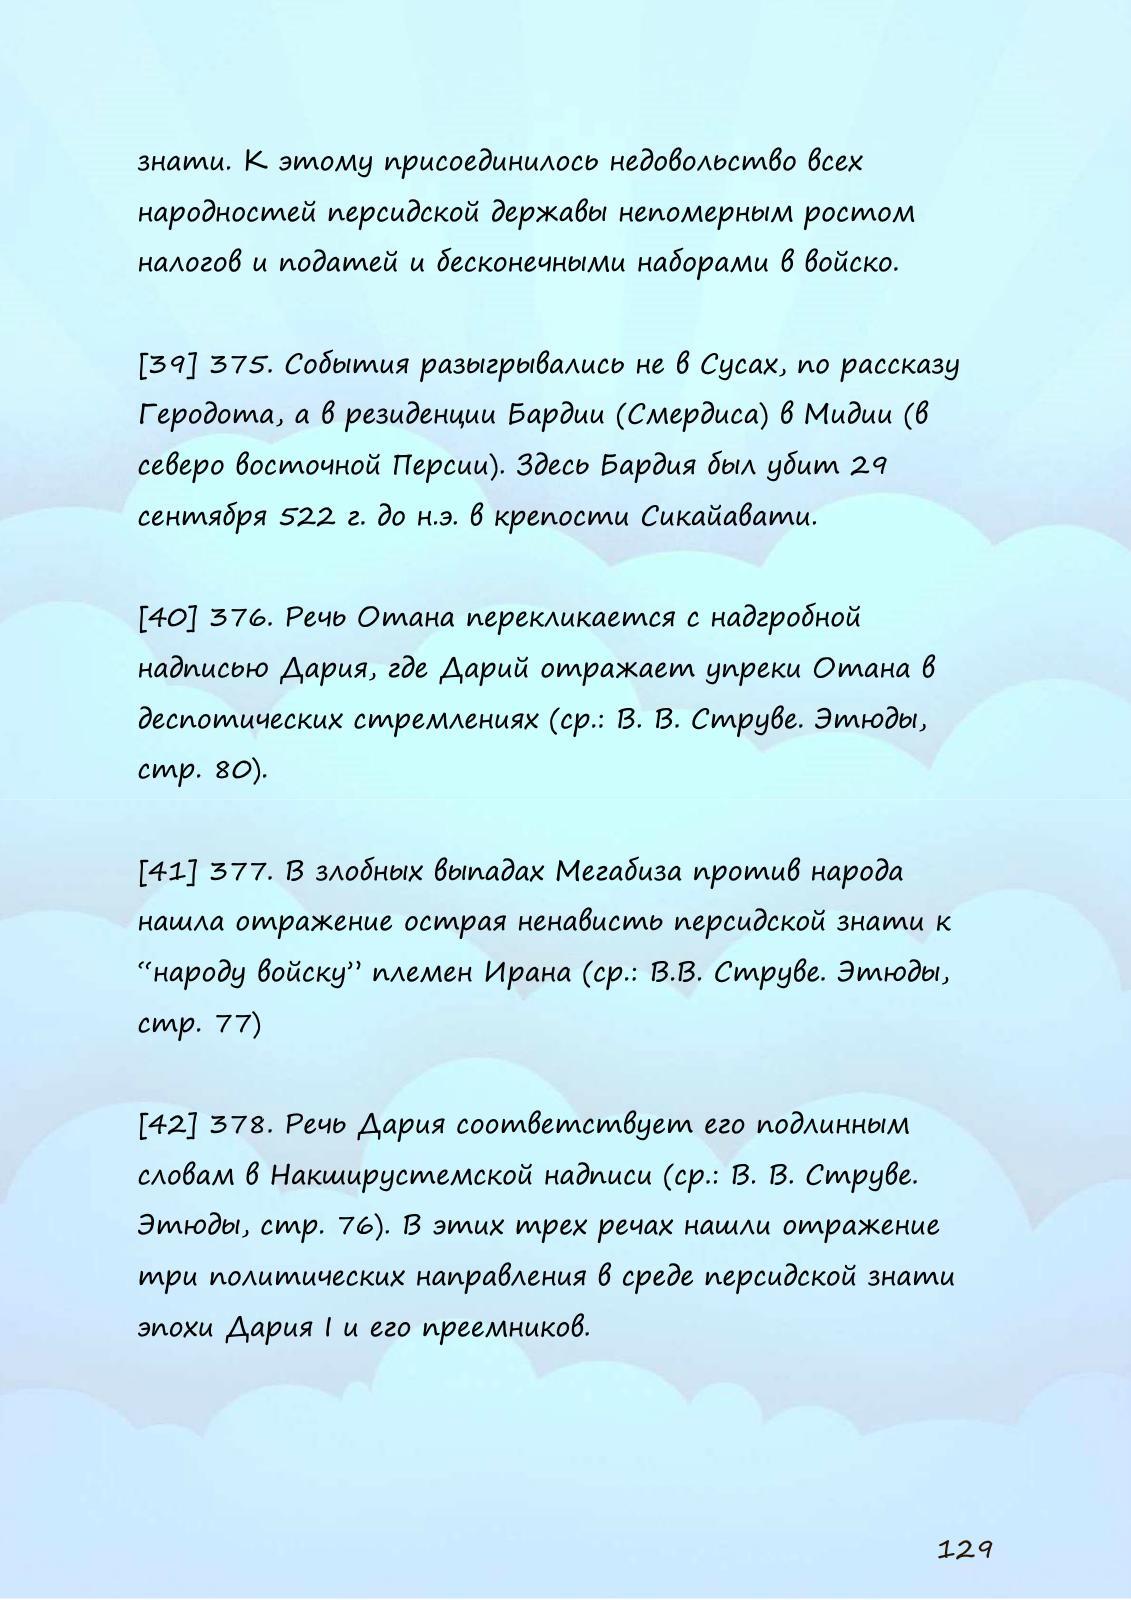 знати. К этому присоединилось недовольство всех
народностей персидской державы непомерным ростом
налогов и податей и бесконечными наборами в войско.
[39] 375. События разыгрывались не в Сусах, по рассказу
Геродота, а в резиденции Бардии (Смердиса) в Мидии (в
северо восточной Персии). Здесь Бардия был убит 29
сентября 522 г. до н.э. в крепости Сикайавати.
[40] 376. Речь Отана перекликается с надгробной
надписью Дария, где Дарий отражает упреки Отана в
деспотических стремлениях (ср.: В. В. Струве. Этюды,
стр. 80).
[41] 377. В злобных выпадах Мегабиза против народа
нашла отражение острая ненависть персидской знати к
“народу войску” племен Ирана (ср.: В.В. Струве. Этюды,
стр. 77)
[42] 378. Речь Дария соответствует его подлинным
словам в Накширустемской надписи (ср.: В. В. Струве.
Этюды, стр. 76). В этих трех речах нашли отражение
три политических направления в среде персидской знати
эпохи Дария I и его преемников.
129